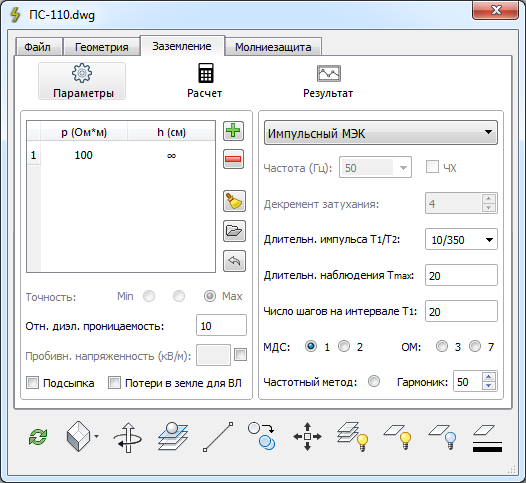 ПС-110.dwg
Файл Геометрия Заземление Молниезащита
Параметры Расчет Результат
p (Ом*м) h (см)
1 100 ∞
Точность: Min Max
Отн. диэл. проницаемость: 10
Пробивн. напряженность (кВ/м):
Подсыпка Потери в земле для ВЛ
Импульсный МЭК
Частота (Гц): 50 ЧХ
Декремент затухания: 4
Длительн. импульса T1/T2: 10/350
Длительн. наблюдения Tmax: 20
Число шагов на интервале T1: 20
МДС: 1 2 ОМ: 3 7
Частотный метод: Гармоник: 50